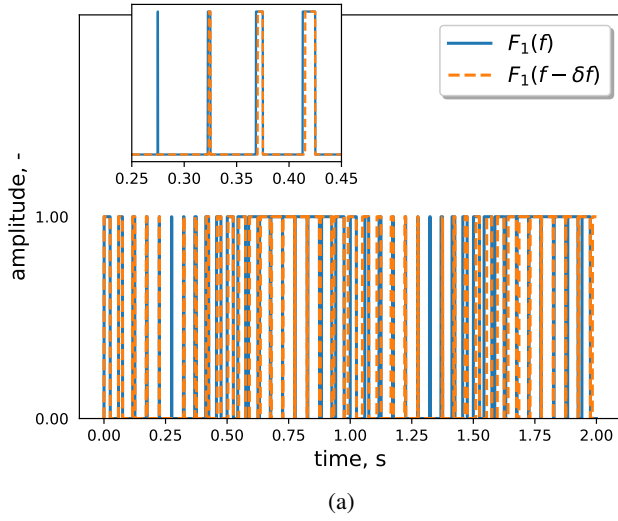 F₁(f)
F₁(f − δf)
0.25 0.30 0.35 0.40 0.45
amplitude, -
1.00
0.00
0.00 0.25 0.50 0.75 1.00 1.25 1.50 1.75 2.00
time, s
(a)